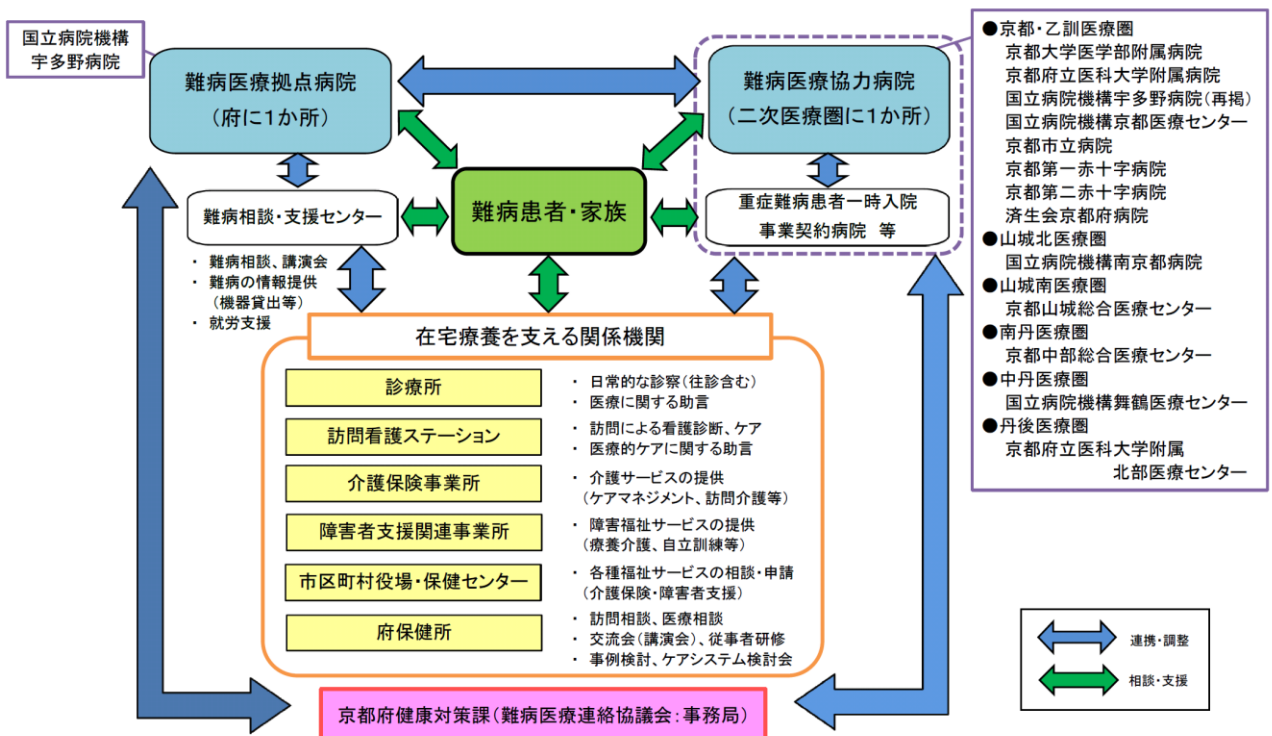 国立病院機構
宇多野病院
難病医療拠点病院
(府に1か所)
難病医療協力病院
(二次医療圏に1か所)
難病相談・支援センター
難病患者・家族
重症難病患者一時入院
事業契約病院 等
・ 難病相談、講演会
・ 難病の情報提供
(機器貸出等)
・ 就労支援
在宅療養を支える関係機関
診療所
・ 日常的な診察(往診含む)
・ 医療に関する助言
訪問看護ステーション
・ 訪問による看護診断、ケア
・ 医療的ケアに関する助言
介護保険事業所
・ 介護サービスの提供
(ケアマネジメント、訪問介護等)
障害者支援関連事業所
・ 障害福祉サービスの提供
(療養介護、自立訓練等)
市区町村役場・保健センター
・ 各種福祉サービスの相談・申請
(介護保険・障害者支援)
府保健所
・ 訪問相談、医療相談
・ 交流会(講演会)、従事者研修
・ 事例検討、ケアシステム検討会
京都府健康対策課(難病医療連絡協議会:事務局)
●京都・乙訓医療圏
京都大学医学部附属病院
京都府立医科大学附属病院
国立病院機構宇多野病院(再掲)
国立病院機構京都医療センター
京都市立病院
京都第一赤十字病院
京都第二赤十字病院
済生会京都府病院
●山城北医療圏
国立病院機構南京都病院
●山城南医療圏
京都山城総合医療センター
●南丹医療圏
京都中部総合医療センター
●中丹医療圏
国立病院機構舞鶴医療センター
●丹後医療圏
京都府立医科大学附属
北部医療センター
連携・調整
相談・支援